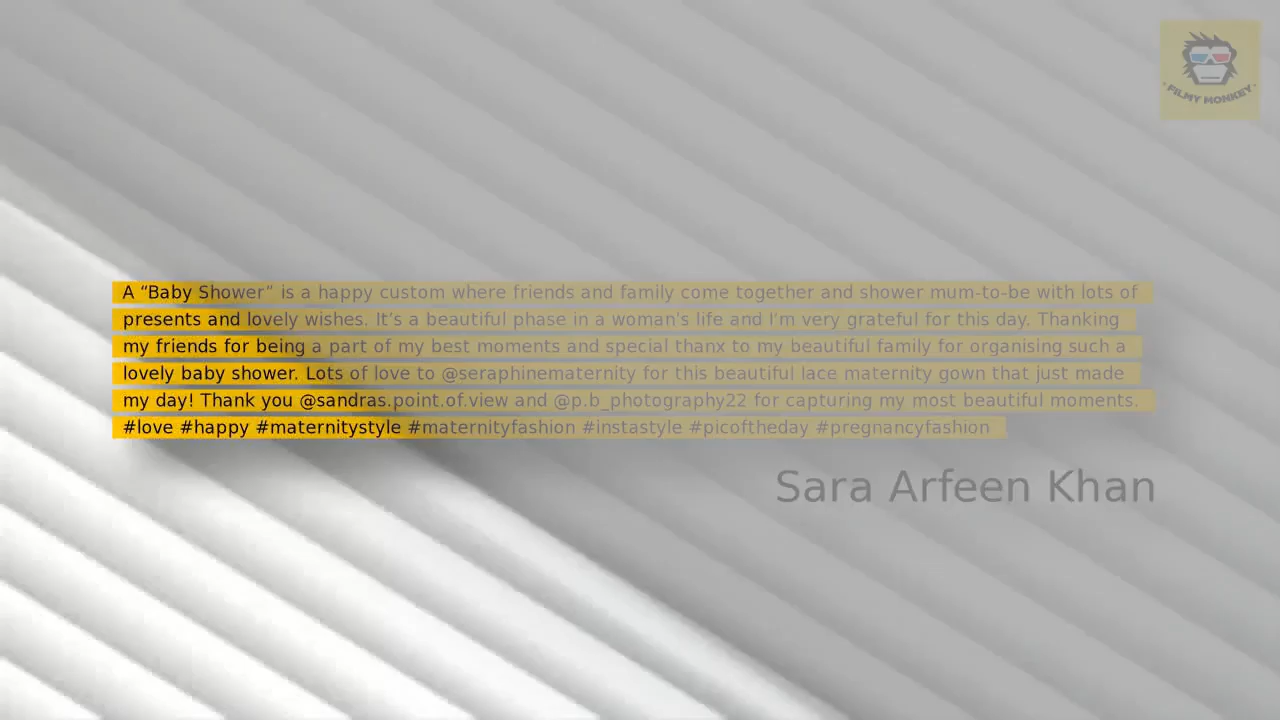 FILMY MONKEY
A “Baby Shower” is a happy custom where friends and family come together and shower mum-to-be with lots of
presents and lovely wishes. It’s a beautiful phase in a woman’s life and I’m very grateful for this day. Thanking
my friends for being a part of my best moments and special thanx to my beautiful family for organising such a
lovely baby shower. Lots of love to @seraphinematernity for this beautiful lace maternity gown that just made
my day! Thank you @sandras.point.of.view and @p.b_photography22 for capturing my most beautiful moments.
#love #happy #maternitystyle #maternityfashion #instastyle #picoftheday #pregnancyfashion
Sara Arfeen Khan